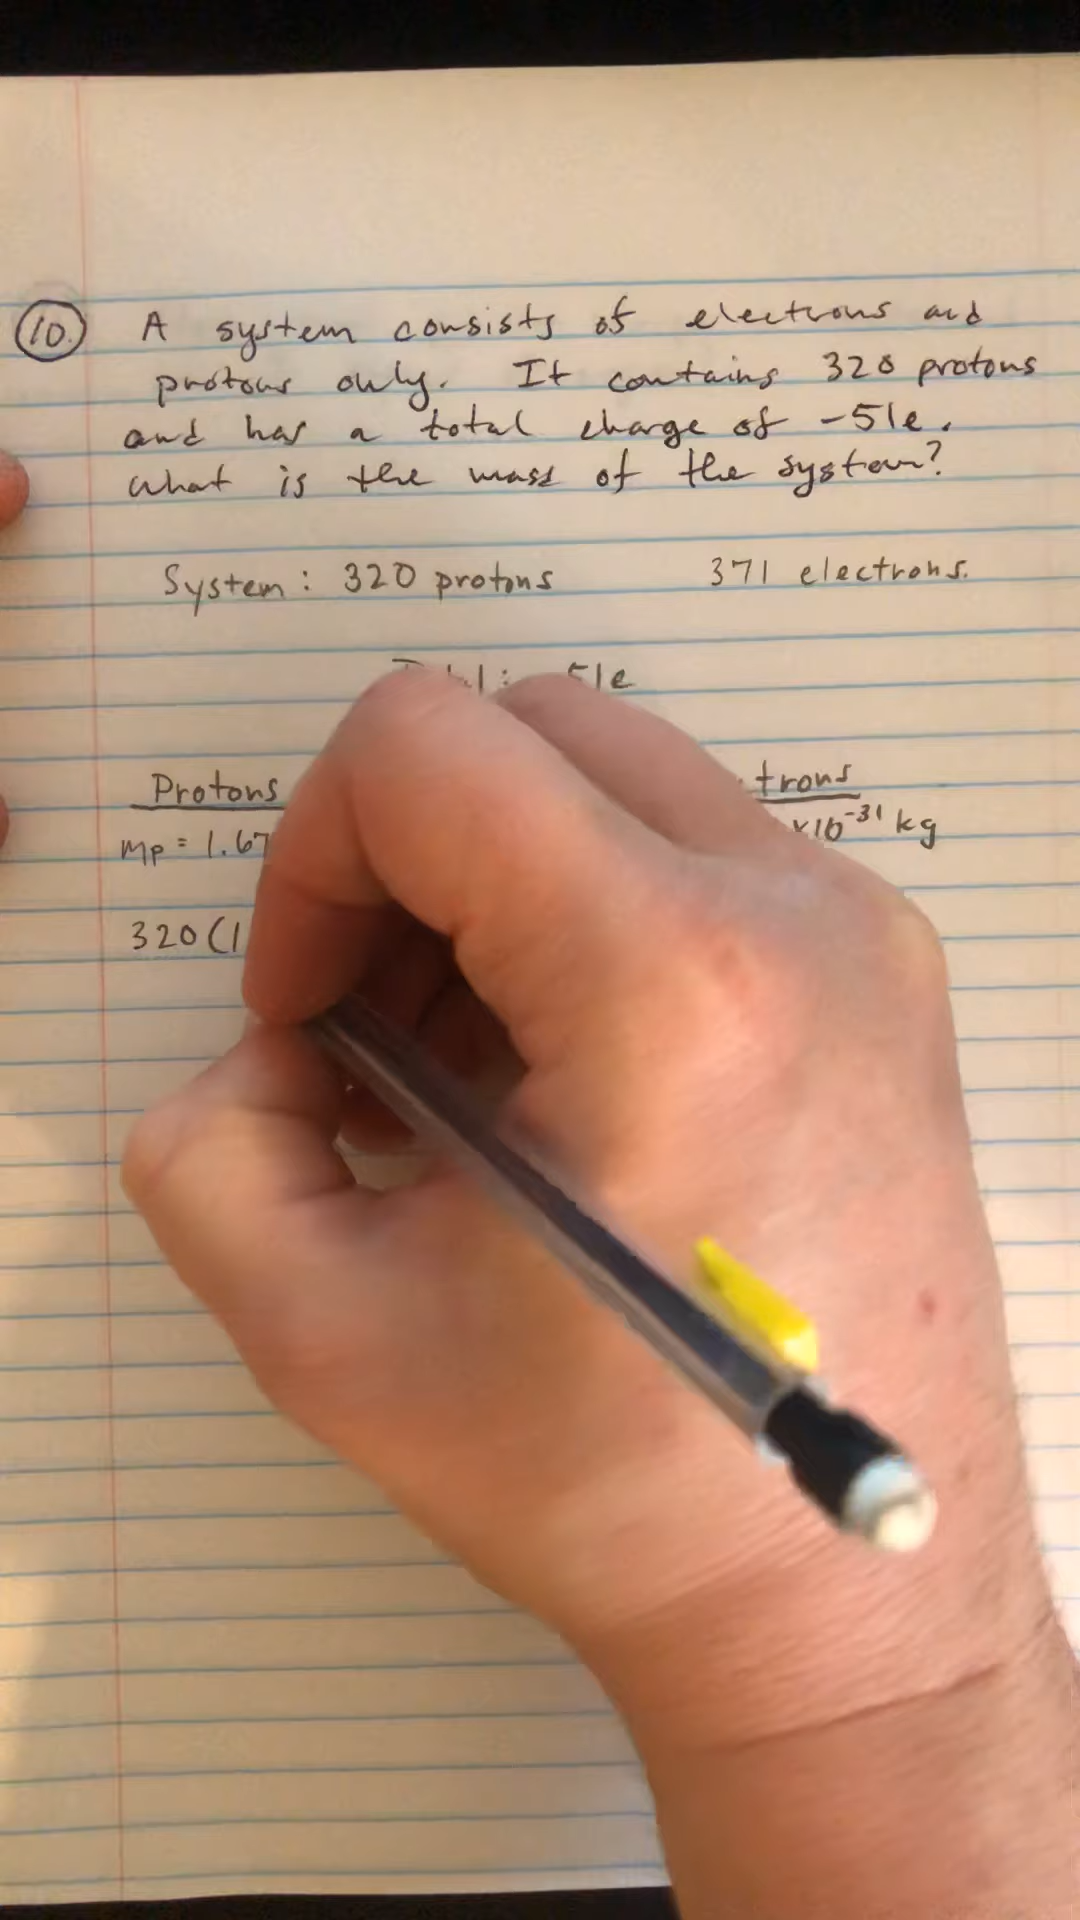 10. A system consists of electrons and
protons only. It contains 320 protons
and has a total charge of -51e.
What is the mass of the system?
System: 320 protons 371 electrons.
51e
Protons trons
mp = 1.67 x10⁻³¹ kg
320(1